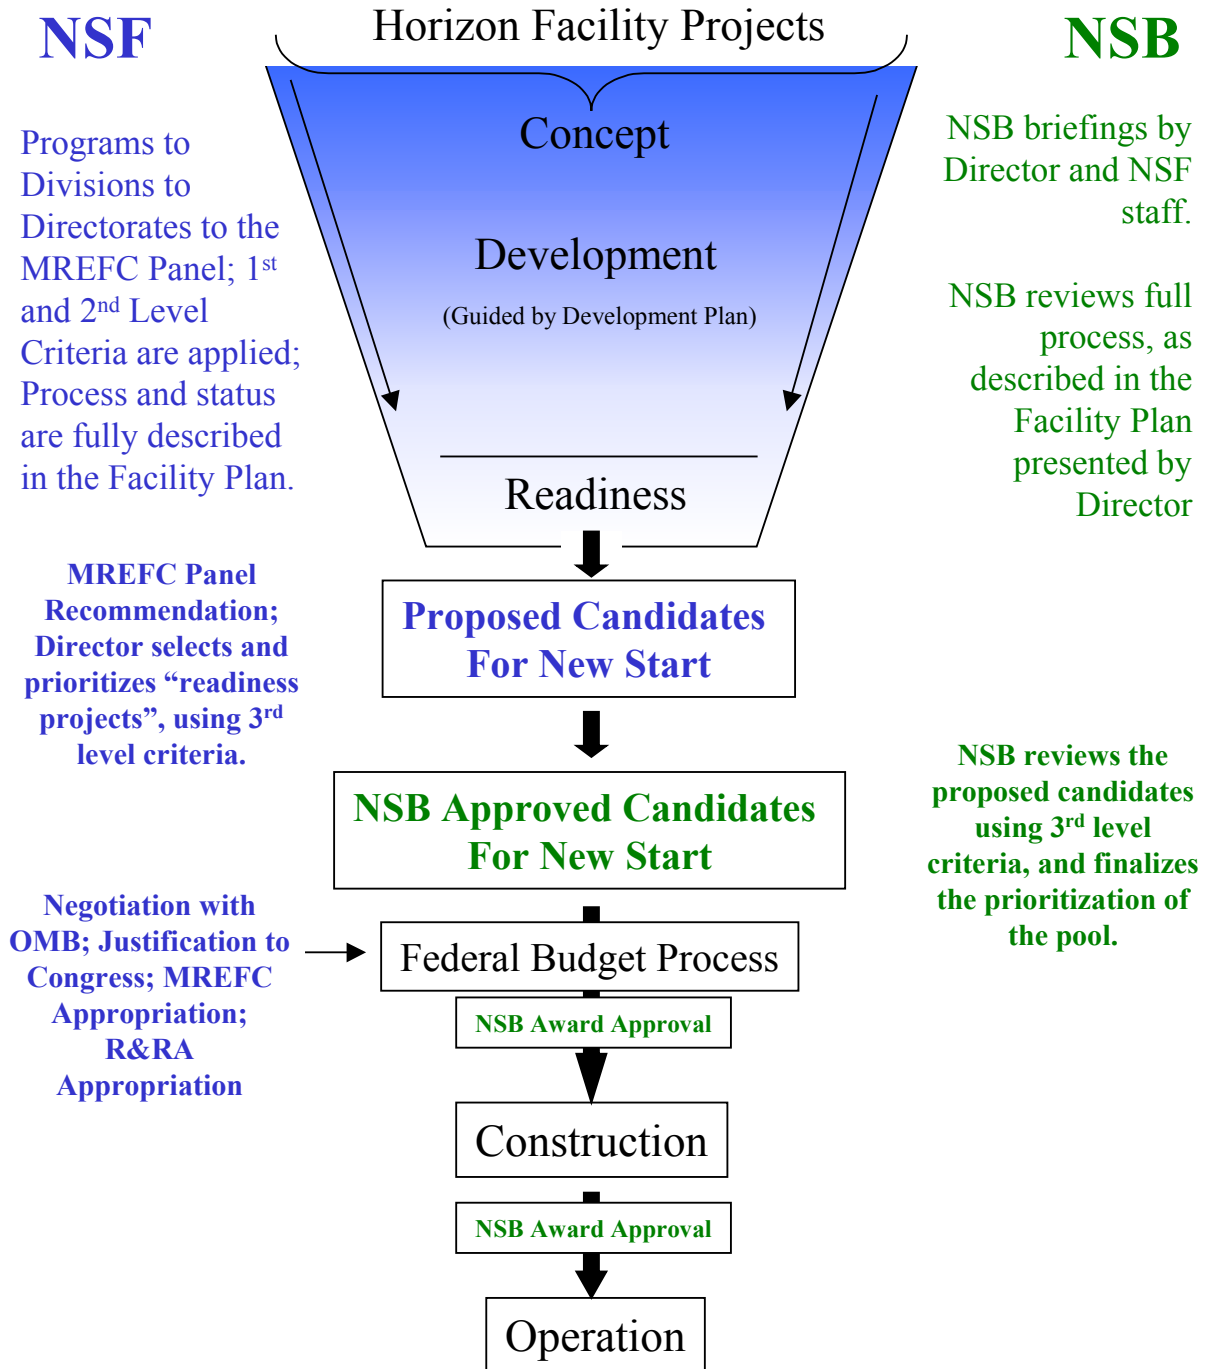 NSF
Horizon Facility Projects
NSB
Programs to
Divisions to
Directorates to the
MREFC Panel; 1st
and 2nd Level
Criteria are applied;
Process and status
are fully described
in the Facility Plan.
Concept
Development
(Guided by Development Plan)
Readiness
NSB briefings by
Director and NSF
staff.
NSB reviews full
process, as
described in the
Facility Plan
presented by
Director
MREFC Panel
Recommendation;
Director selects and
prioritizes “readiness
projects”, using 3rd
level criteria.
Proposed Candidates
For New Start
NSB Approved Candidates
For New Start
NSB reviews the
proposed candidates
using 3rd level
criteria, and finalizes
the prioritization of
the pool.
Negotiation with
OMB; Justification to
Congress; MREFC
Appropriation;
R&RA
Appropriation
Federal Budget Process
NSB Award Approval
Construction
NSB Award Approval
Operation